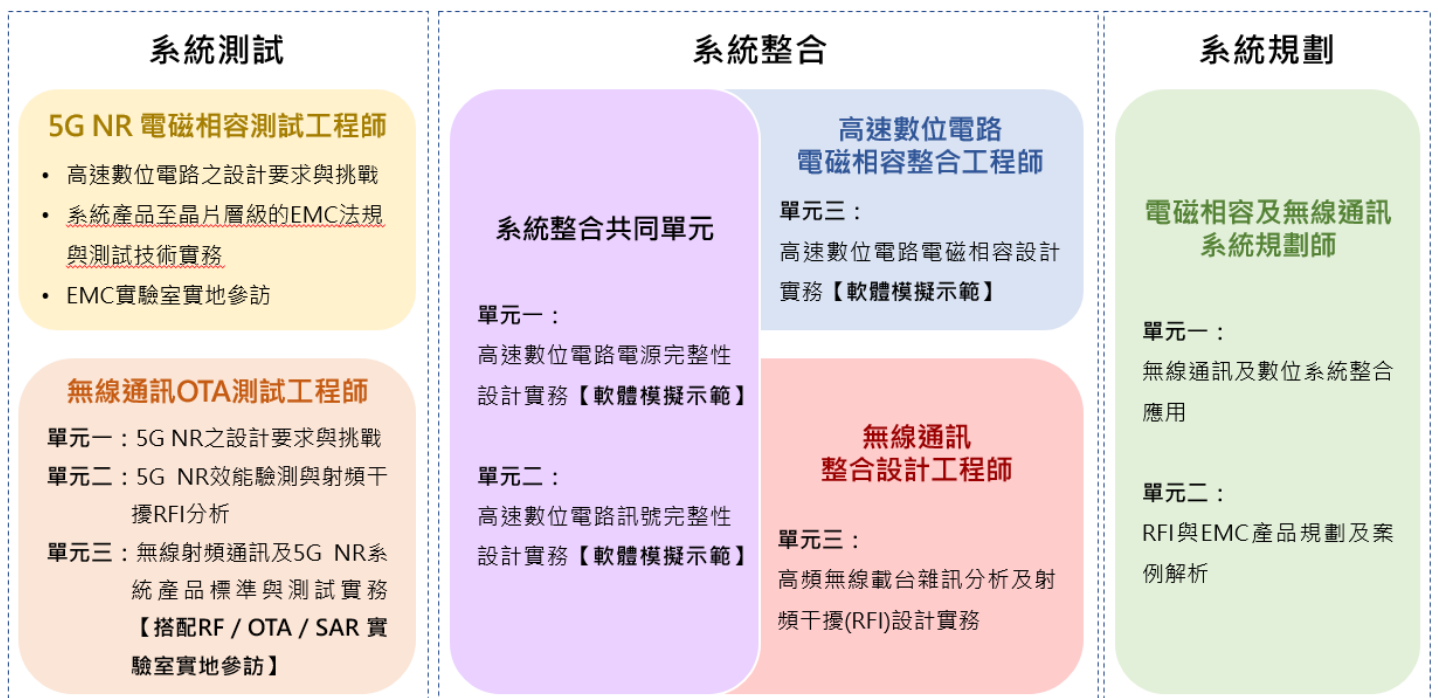 系統測試
5G NR 電磁相容測試工程師
• 高速數位電路之設計要求與挑戰
• 系統產品至晶片層級的EMC法規
與測試技術實務
• EMC實驗室實地參訪
無線通訊OTA測試工程師
單元一：5G NR之設計要求與挑戰
單元二：5G NR效能驗測與射頻干
擾RFI分析
單元三：無線射頻通訊及5G NR系
統產品標準與測試實務
【搭配RF / OTA / SAR 實
驗室實地參訪】
系統整合
系統整合共同單元
單元一：
高速數位電路電源完整性
設計實務【軟體模擬示範】
單元二：
高速數位電路訊號完整性
設計實務【軟體模擬示範】
高速數位電路
電磁相容整合工程師
單元三：
高速數位電路電磁相容設計
實務【軟體模擬示範】
無線通訊
整合設計工程師
單元三：
高頻無線載台雜訊分析及射
頻干擾(RFI)設計實務
系統規劃
電磁相容及無線通訊
系統規劃師
單元一：
無線通訊及數位系統整合
應用
單元二：
RFI與EMC產品規劃及案
例解析